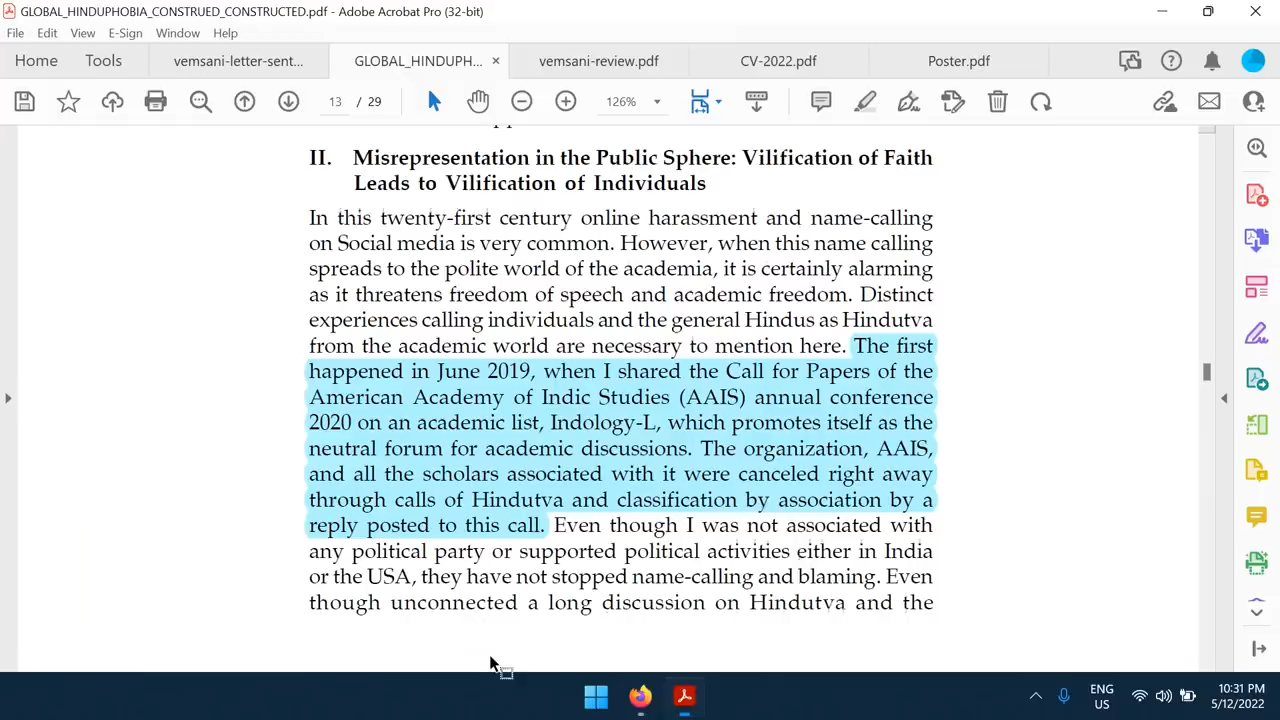 GLOBAL_HINDUPHOBIA_CONSTRUED_CONSTRUCTED.pdf - Adobe Acrobat Pro (32-bit)
File Edit View E-Sign Window Help
Home Tools vemsani-letter-sent... GLOBAL_HINDUPH... × vemsani-review.pdf CV-2022.pdf Poster.pdf
13 / 29 126%
II. Misrepresentation in the Public Sphere: Vilification of Faith
Leads to Vilification of Individuals
In this twenty-first century online harassment and name-calling
on Social media is very common. However, when this name calling
spreads to the polite world of the academia, it is certainly alarming
as it threatens freedom of speech and academic freedom. Distinct
experiences calling individuals and the general Hindus as Hindutva
from the academic world are necessary to mention here. The first
happened in June 2019, when I shared the Call for Papers of the
American Academy of Indic Studies (AAIS) annual conference
2020 on an academic list, Indology-L, which promotes itself as the
neutral forum for academic discussions. The organization, AAIS,
and all the scholars associated with it were canceled right away
through calls of Hindutva and classification by association by a
reply posted to this call. Even though I was not associated with
any political party or supported political activities either in India
or the USA, they have not stopped name-calling and blaming. Even
though unconnected a long discussion on Hindutva and the
ENG
US
10:31 PM
5/12/2022